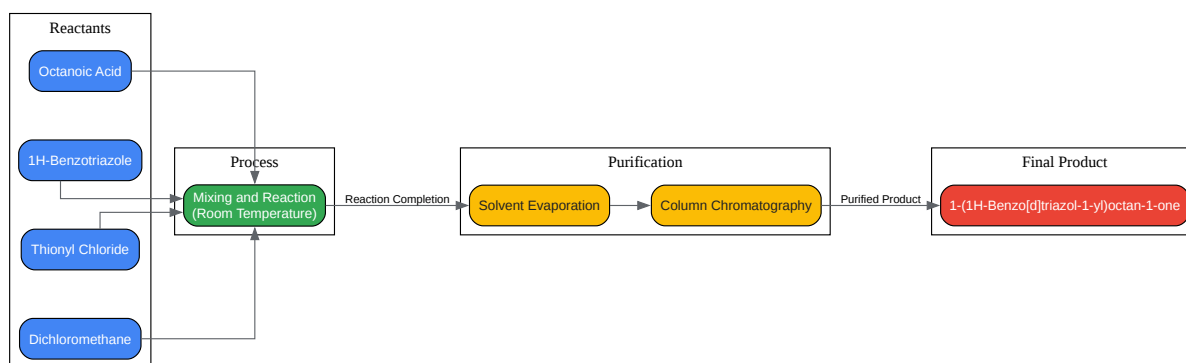 Reactants
Octanoic Acid
1H-Benzotriazole
Thionyl Chloride
Dichloromethane
Process
Mixing and Reaction
(Room Temperature)
Reaction Completion
Purification
Solvent Evaporation
Column Chromatography
Purified Product
Final Product
1-(1H-Benzo[d]triazol-1-yl)octan-1-one